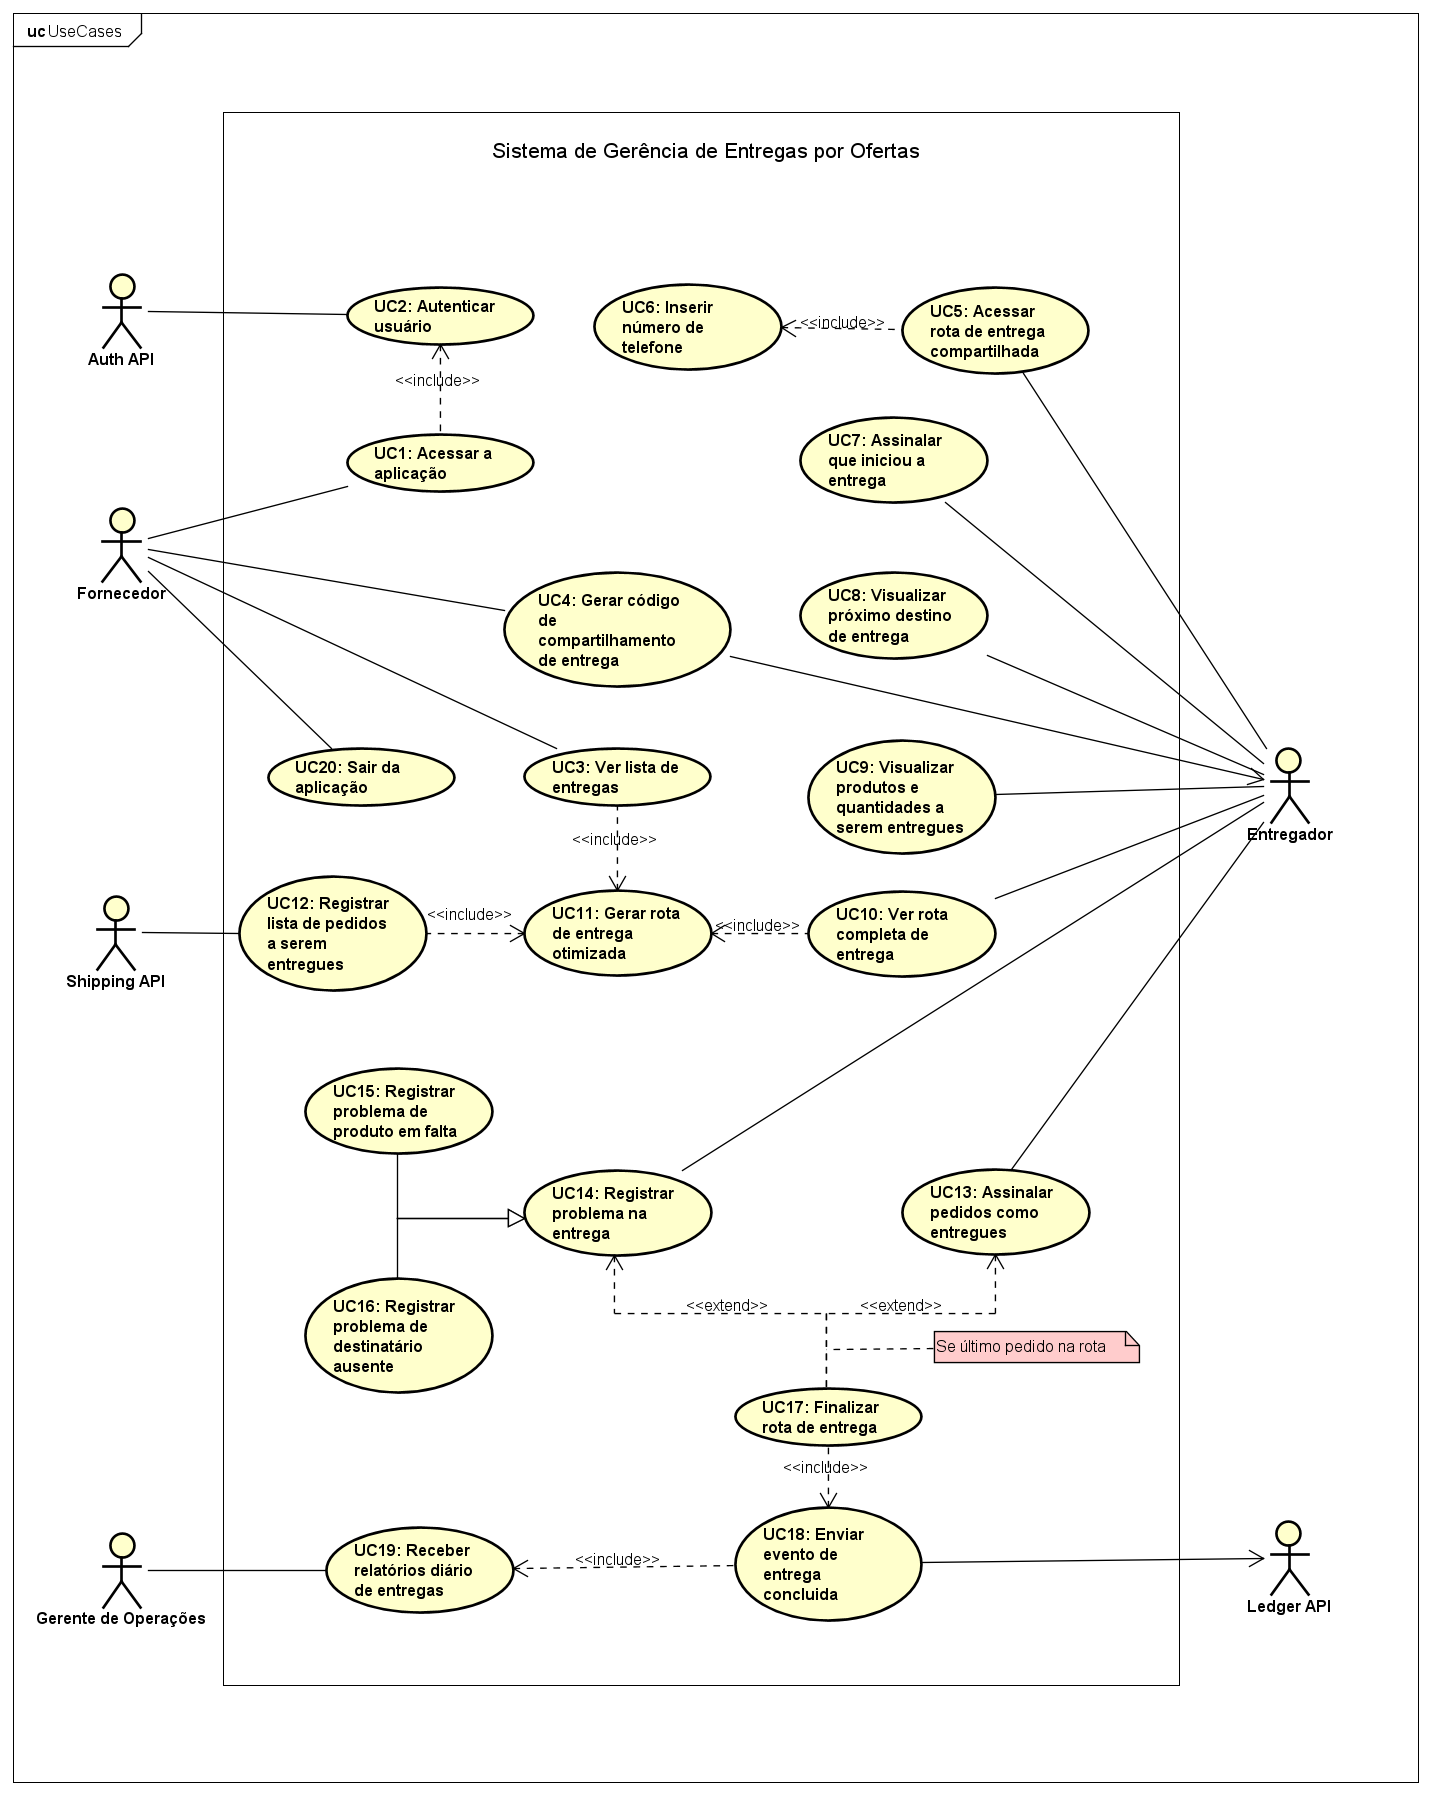 uc UseCases
Sistema de Gerência de Entregas por Ofertas
Auth API
UC2: Autenticar
usuário
<<include>>
UC1: Acessar a
aplicação
UC6: Inserir
número de
telefone
<<include>>
UC5: Acessar
rota de entrega
compartilhada
UC7: Assinalar
que iniciou a
entrega
Fornecedor
UC4: Gerar código
de
compartilhamento
de entrega
UC8: Visualizar
próximo destino
de entrega
UC20: Sair da
aplicação
UC3: Ver lista de
entregas
<<include>>
UC9: Visualizar
produtos e
quantidades a
serem entregues
Entregador
Shipping API
UC12: Registrar
lista de pedidos
a serem
entregues
<<include>>
UC11: Gerar rota
de entrega
otimizada
<<include>>
UC10: Ver rota
completa de
entrega
UC15: Registrar
problema de
produto em falta
UC14: Registrar
problema na
entrega
UC13: Assinalar
pedidos como
entregues
UC16: Registrar
problema de
destinatário
ausente
<<extend>>
<<extend>>
Se último pedido na rota
UC17: Finalizar
rota de entrega
<<include>>
Gerente de Operações
UC19: Receber
relatórios diário
de entregas
<<include>>
UC18: Enviar
evento de
entrega
concluida
Ledger API